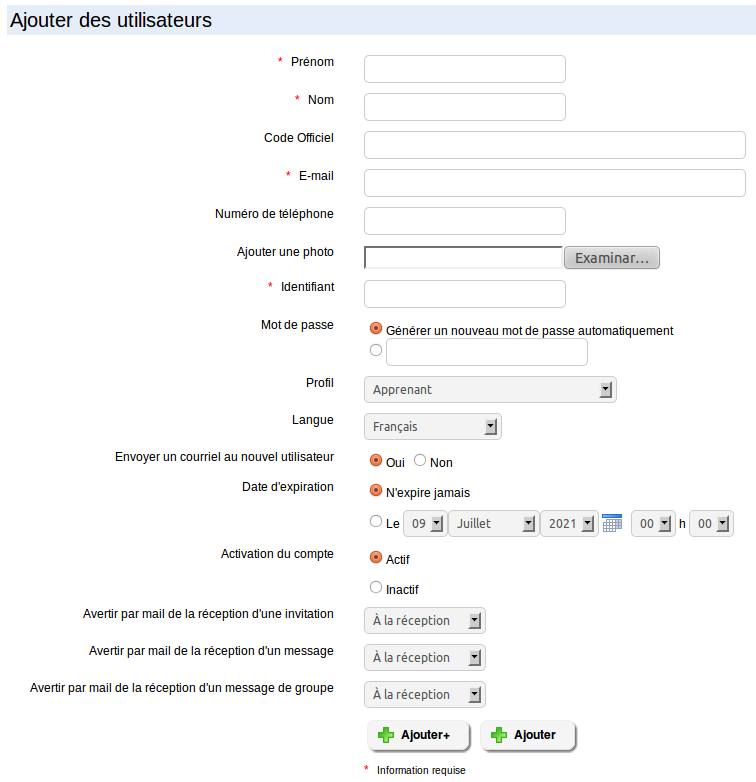 Ajouter des utilisateurs
* Prénom
* Nom
Code Officiel
* E-mail
Numéro de téléphone
Ajouter une photo Examinar...
* Identifiant
Mot de passe Générer un nouveau mot de passe automatiquement
Profil Apprenant
Langue Français
Envoyer un courriel au nouvel utilisateur Oui Non
Date d'expiration N'expire jamais
Le 09 Juillet 2021 00 h 00
Activation du compte Actif
Inactif
Avertir par mail de la réception d'une invitation À la réception
Avertir par mail de la réception d'un message À la réception
Avertir par mail de la réception d'un message de groupe À la réception
Ajouter+ Ajouter
* Information requise